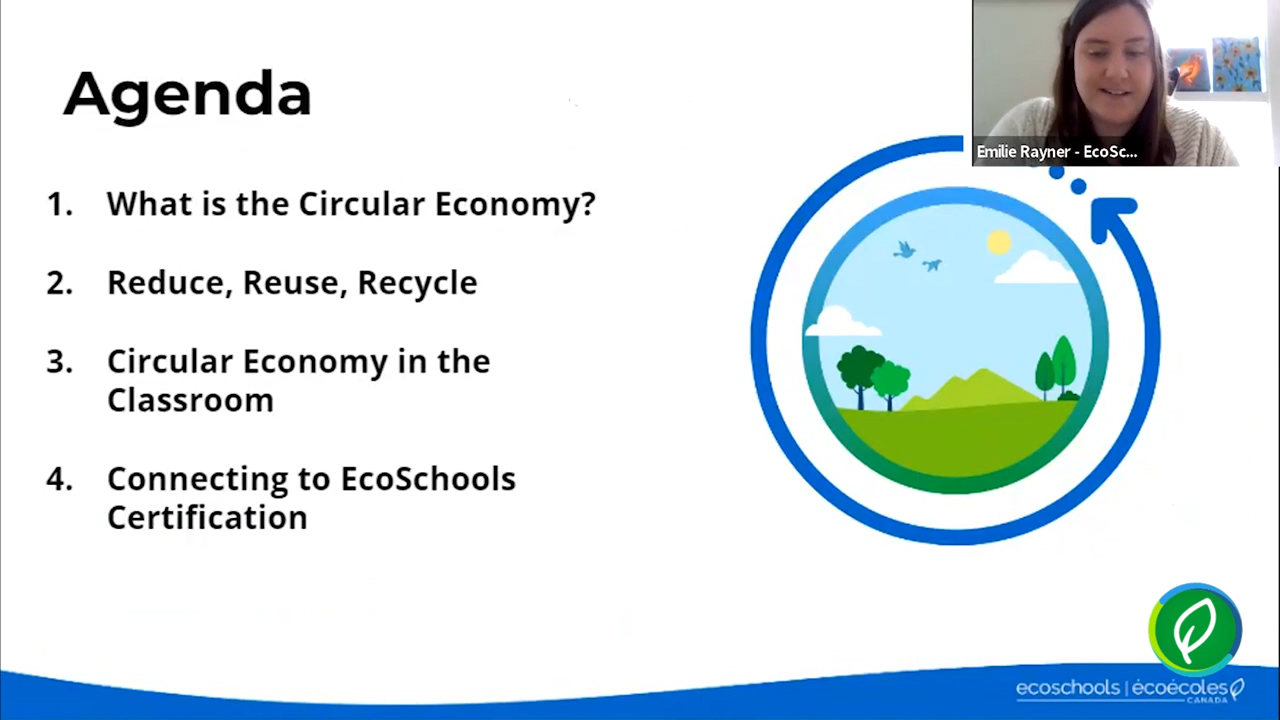 Agenda
Emilie Rayner - EcoSc...
1. What is the Circular Economy?
2. Reduce, Reuse, Recycle
3. Circular Economy in the
Classroom
4. Connecting to EcoSchools
Certification
ecoschools | écoécoles
CANADA